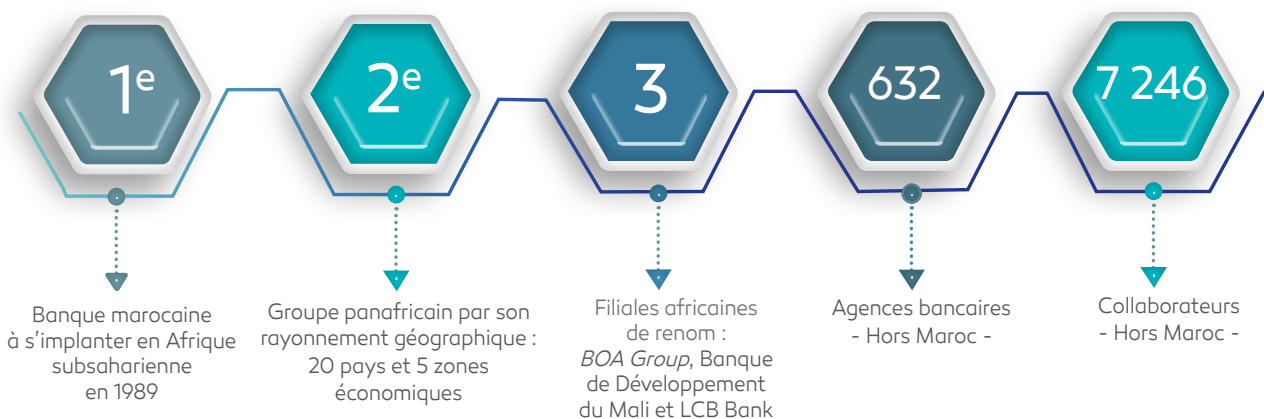 1e
Banque marocaine
à s'implanter en Afrique
subsaharienne
en 1989
2e
Groupe panafricain par son
rayonnement géographique :
20 pays et 5 zones
économiques
3
Filiales africaines
de renom :
BOA Group, Banque
de Développement
du Mali et LCB Bank
632
Agences bancaires
- Hors Maroc -
7 246
Collaborateurs
- Hors Maroc -